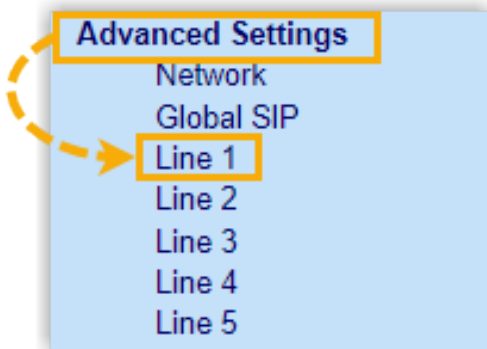 Advanced Settings
Network
Global SIP
Line 1
Line 2
Line 3
Line 4
Line 5